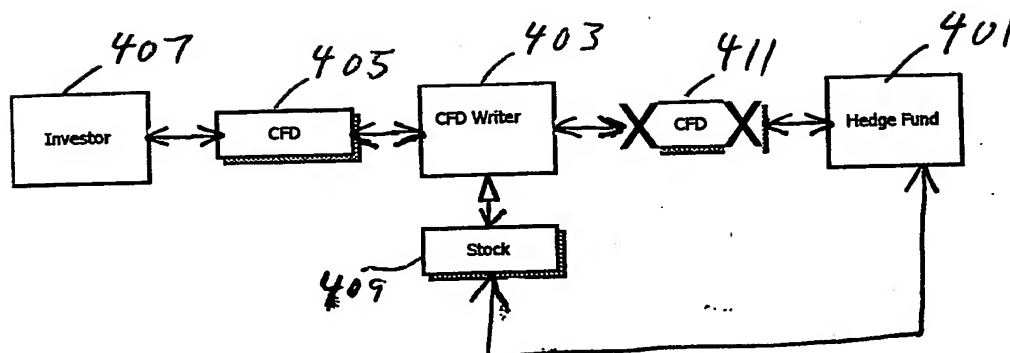 407
405
403
411
401
Investor
CFD
CFD Writer
CFD
Hedge Fund
Stock
409